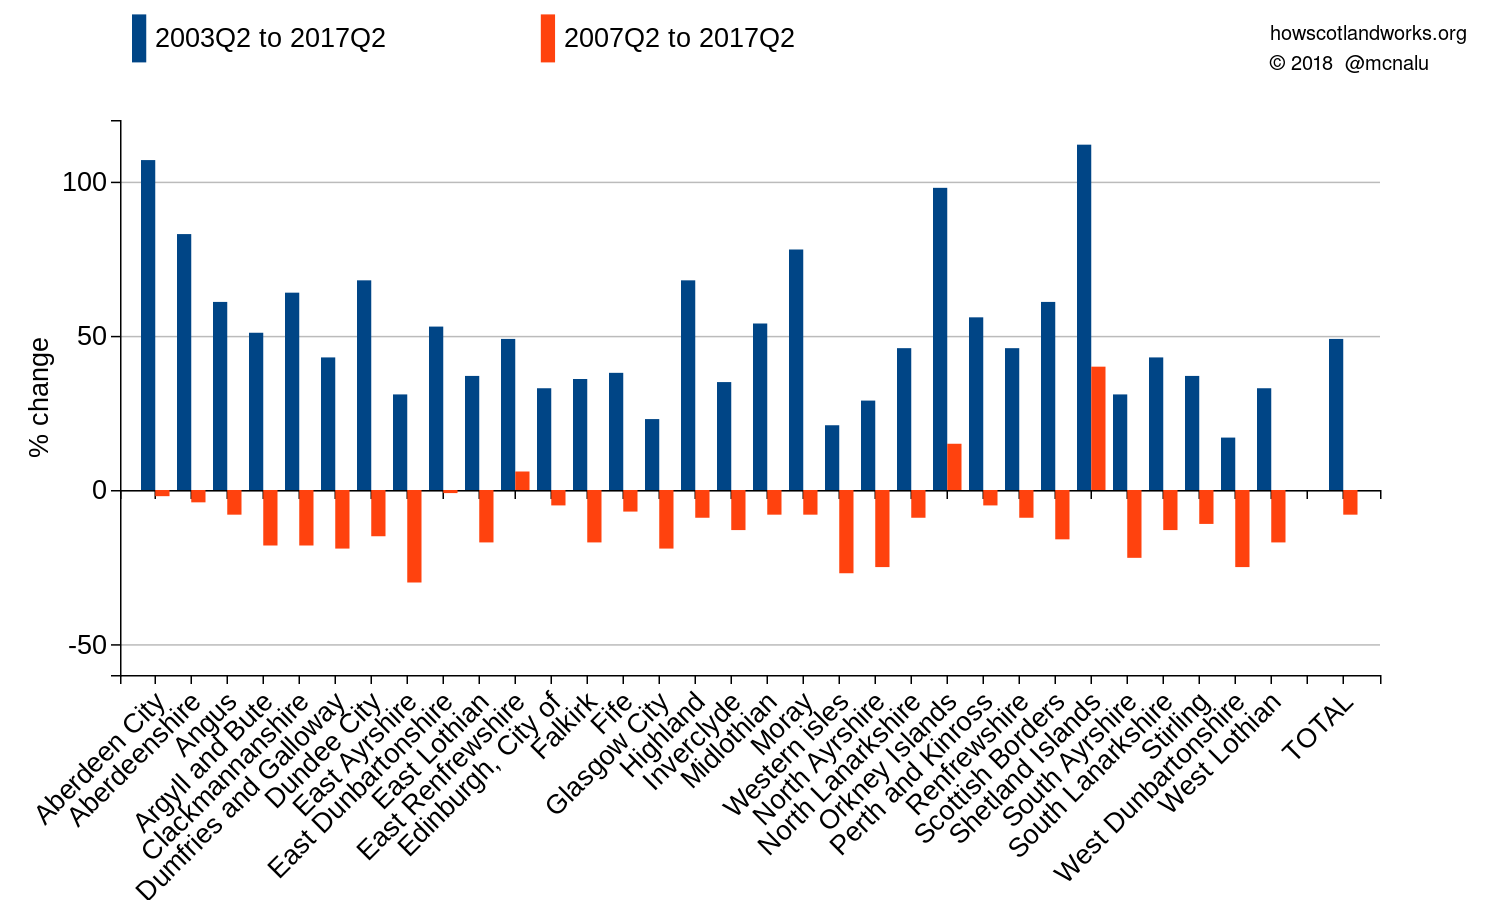 2003Q2 to 2017Q2
2007Q2 to 2017Q2
howscotlandworks.org
© 2018 @mcnalu
% change
100
50
0
-50
Aberdeen City
Aberdeenshire
Angus
Argyll and Bute
Clackmannanshire
Dumfries and Galloway
Dundee City
East Ayrshire
East Dunbartonshire
East Lothian
East Renfrewshire
Edinburgh, City of
Falkirk
Fife
Glasgow City
Highland
Inverclyde
Midlothian
Moray
Western isles
North Ayrshire
North Lanarkshire
Orkney Islands
Perth and Kinross
Renfrewshire
Scottish Borders
Shetland Islands
South Ayrshire
South Lanarkshire
Stirling
West Dunbartonshire
West Lothian
TOTAL